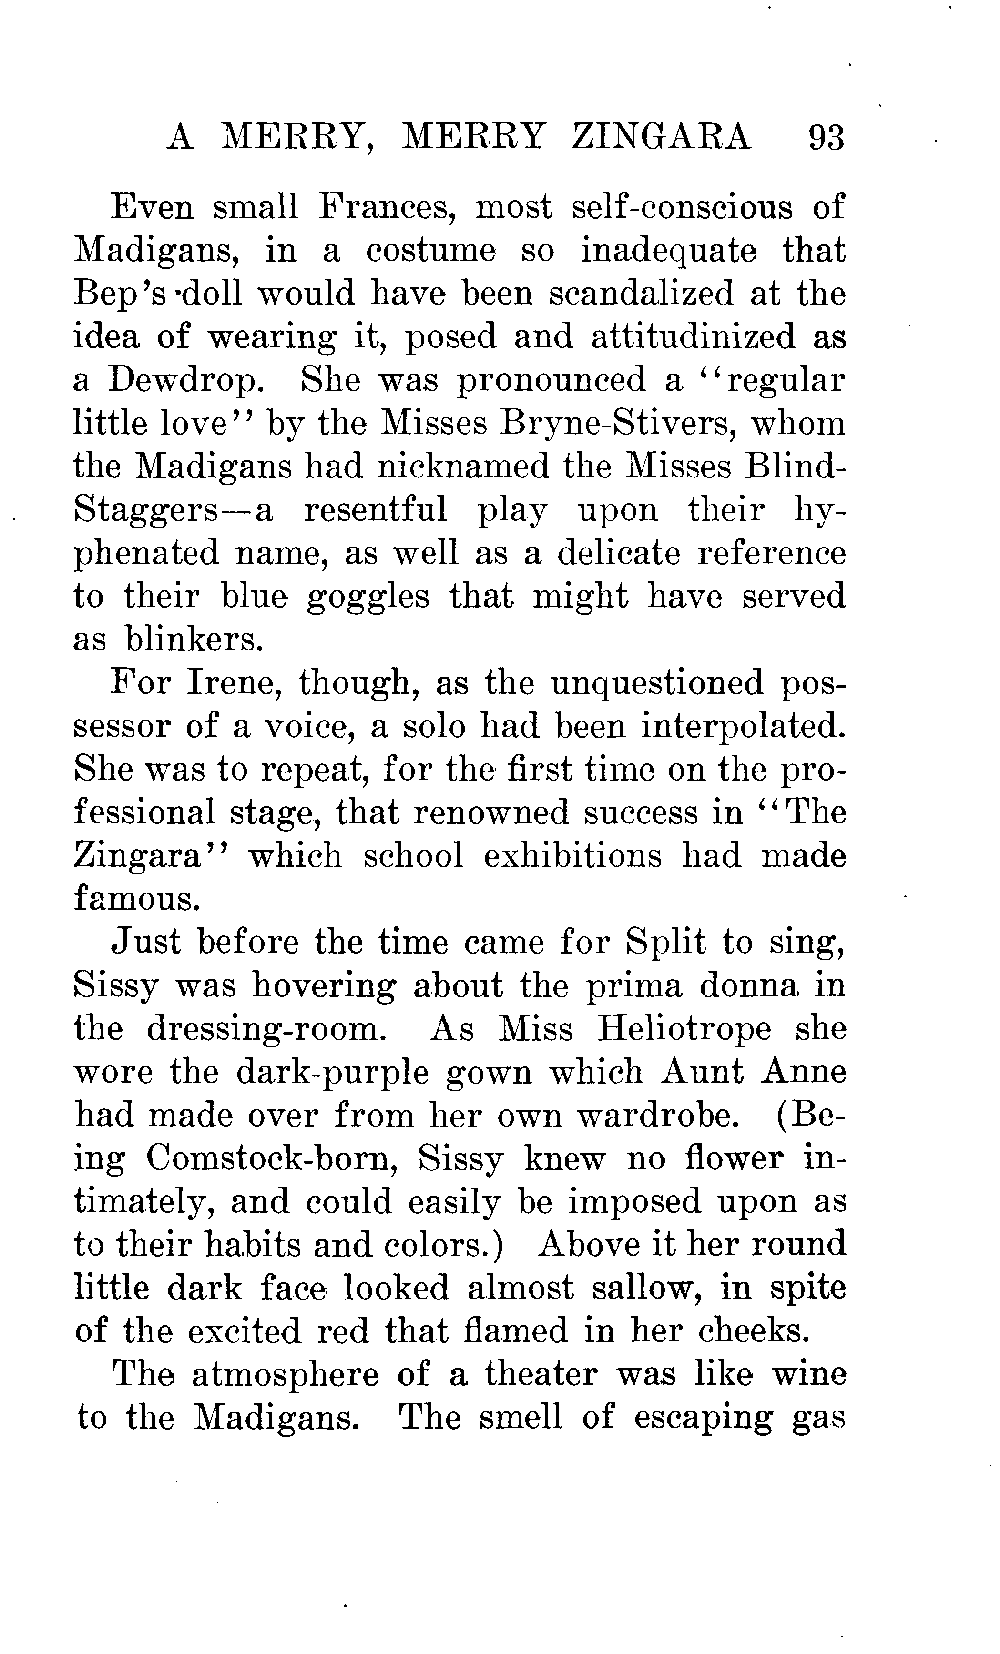 A MERRY, MERRY ZINGARA 93
Even small Frances, most self-conscious of
Madigans, in a costume so inadequate that
Bep's doll would have been scandalized at the
idea of wearing it, posed and attitudinized as
a Dewdrop. She was pronounced a "regular
little love" by the Misses Bryne-Stivers, whom
the Madigans had nicknamed the Misses Blind-
Staggers—a resentful play upon their hy-
phenated name, as well as a delicate reference
to their blue goggles that might have served
as blinkers.
For Irene, though, as the unquestioned pos-
sessor of a voice, a solo had been interpolated.
She was to repeat, for the first time on the pro-
fessional stage, that renowned success in "The
Zingara" which school exhibitions had made
famous.
Just before the time came for Split to sing,
Sissy was hovering about the prima donna in
the dressing-room. As Miss Heliotrope she
wore the dark-purple gown which Aunt Anne
had made over from her own wardrobe. (Be-
ing Comstock-born, Sissy knew no flower in-
timately, and could easily be imposed upon as
to their habits and colors.) Above it her round
little dark face looked almost sallow, in spite
of the excited red that flamed in her cheeks.
The atmosphere of a theater was like wine
to the Madigans. The smell of escaping gas